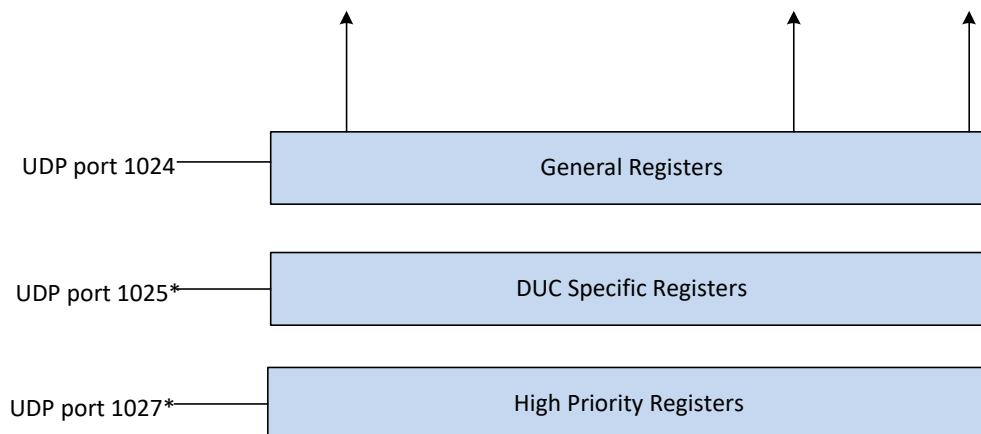 UDP port 1024
General Registers
UDP port 1025*
DUC Specific Registers
UDP port 1027*
High Priority Registers